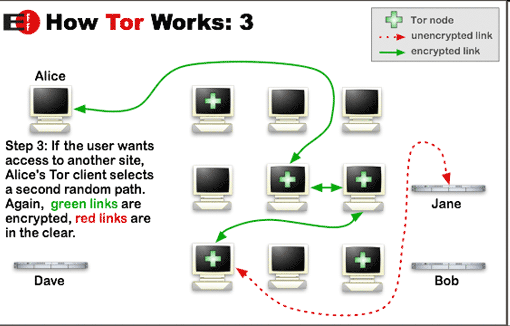 How Tor Works: 3
Tor node
unencrypted link
encrypted link
Alice
Step 3: If the user wants
access to another site,
Alice's Tor client selects
a second random path.
Again, green links are
encrypted, red links are
in the clear.
Jane
Dave
Bob